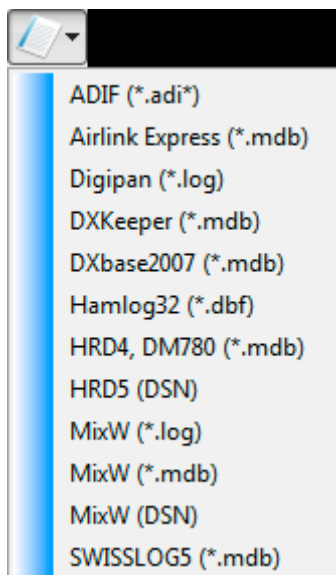 ADIF (*.adi*)
Airlink Express (*.mdb)
Digipan (*.log)
DXKeeper (*.mdb)
DXbase2007 (*.mdb)
Hamlog32 (*.dbf)
HRD4, DM780 (*.mdb)
HRD5 (DSN)
MixW (*.log)
MixW (*.mdb)
MixW (DSN)
SWISSLOG5 (*.mdb)